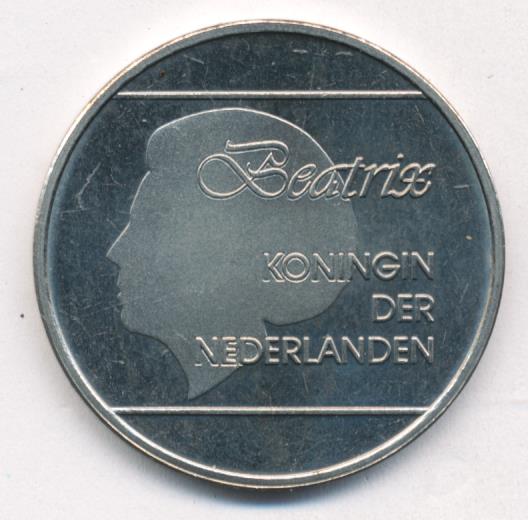 Beatrix
KONINGIN
DER
NEDERLANDEN